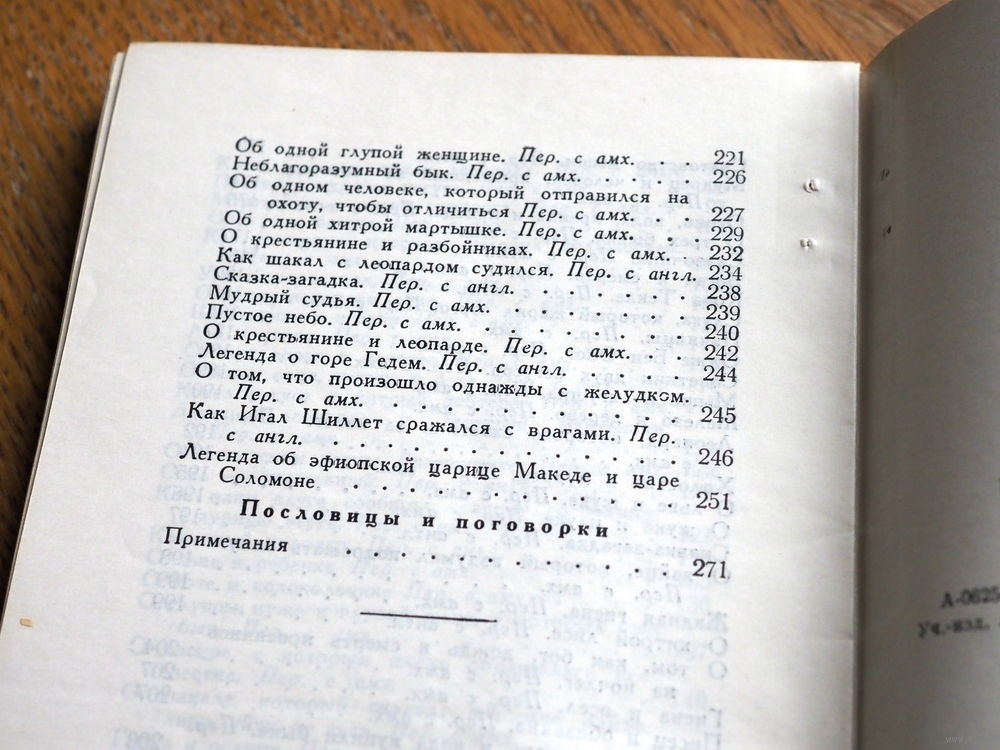 Об одной глупой женщине. Пер. с амх. . . 221
Неблагоразумный бык. Пер. с амх. . . . . 226
Об одном человеке, который отправился на
охоту, чтобы отличиться Пер. с амх. . . 227
Об одной хитрой мартышке. Пер. с амх. . . 229
О крестьянине и разбойниках. Пер. с амх. . 232
Как шакал с леопардом судился. Пер. с англ. 234
Сказка-загадка. Пер. с англ. . . . . . . 238
Мудрый судья. Пер. с амх. . . . . . . 239
Пустое небо. Пер. с амх. . . . . . . . 240
О крестьянине и леопарде. Пер. с амх. . . 242
Легенда о горе Гедем. Пер. с англ. . . . . 244
О том, что произошло однажды с желудком.
Пер. с амх. . . . . . . . . . . . 245
Как Игал Шиллет сражался с врагами. Пер.
с англ. . . . . . . . . . . . . 246
Легенда об эфиопской царице Македе и царе
Соломоне . . . . . . . . . . . . 251
Пословицы и поговорки
Примечания . . . . . . . . . . 271
А-0625
Уч.-изд.